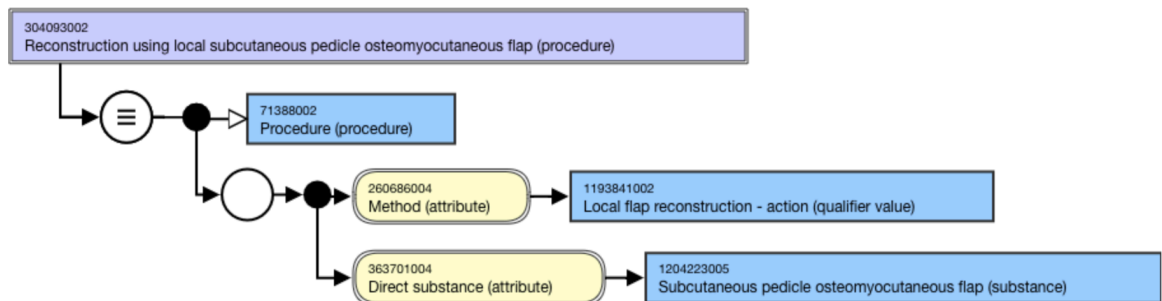 304093002
Reconstruction using local subcutaneous pedicle osteomyocutaneous flap (procedure)
71388002
Procedure (procedure)
260686004
Method (attribute)
1193841002
Local flap reconstruction - action (qualifier value)
363701004
Direct substance (attribute)
1204223005
Subcutaneous pedicle osteomyocutaneous flap (substance)